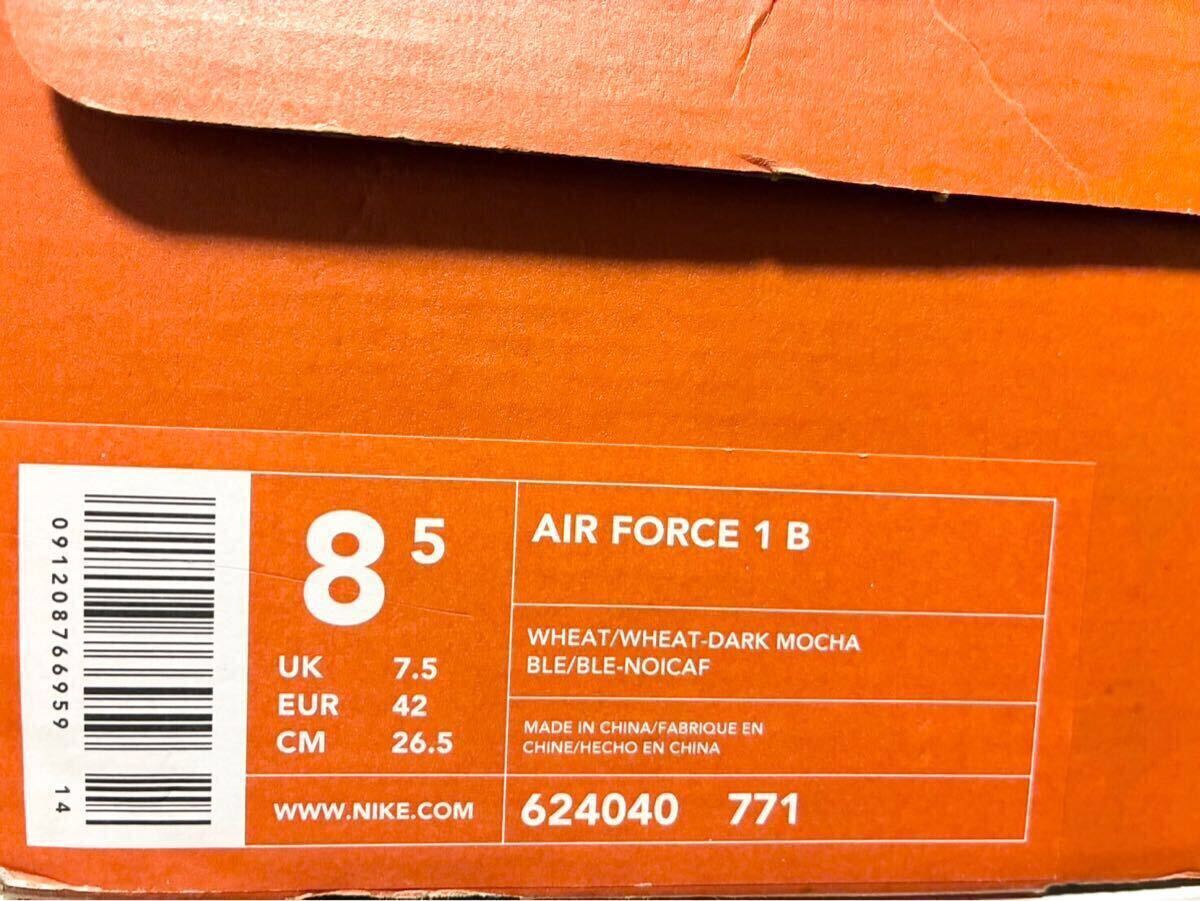 091208766959
14
8 5
UK 7.5
EUR 42
CM 26.5
WWW.NIKE.COM
AIR FORCE 1 B
WHEAT/WHEAT-DARK MOCHA
BLE/BLE-NOICAF
MADE IN CHINA/FABRIQUE EN
CHINE/HECHO EN CHINA
624040 771